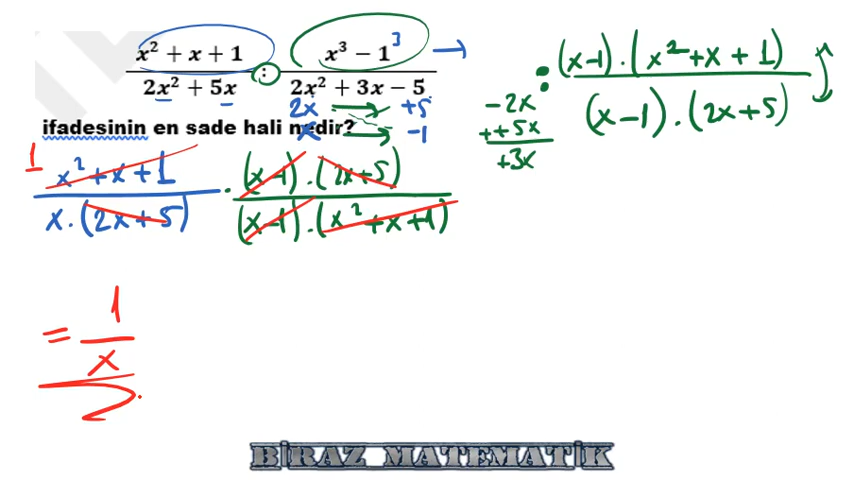 x² + x + 1 / 2x² + 5x : x³ − 1³ / 2x² + 3x − 5 → : (x−1).(x²+x+1) / (x−1).(2x+5)
2x → +5
x → −1
−2x
++5x
+3x
ifadesinin en sade hali nedir?
1 x²+x+1 / x.(2x+5) . (x−1).(2x+5) / (x−1).(x²+x+1)
= 1 / x
BİRAZ MATEMATİK